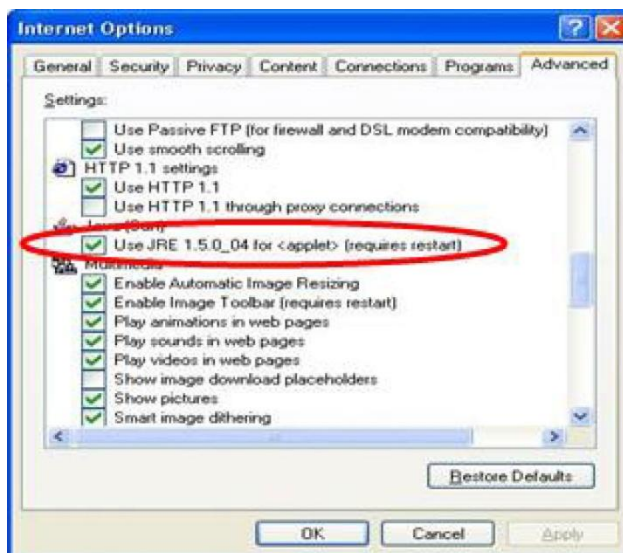 Internet Options
General Security Privacy Content Connections Programs Advanced
Settings:
Use Passive FTP (for firewall and DSL modem compatibility)
Use smooth scrolling
HTTP 1.1 settings
Use HTTP 1.1
Use HTTP 1.1 through proxy connections
Java (Sun)
Use JRE 1.5.0_04 for <applet> (requires restart)
Multimedia
Enable Automatic Image Resizing
Enable Image Toolbar (requires restart)
Play animations in web pages
Play sounds in web pages
Play videos in web pages
Show image download placeholders
Show pictures
Smart image dithering
Restore Defaults
OK Cancel Apply